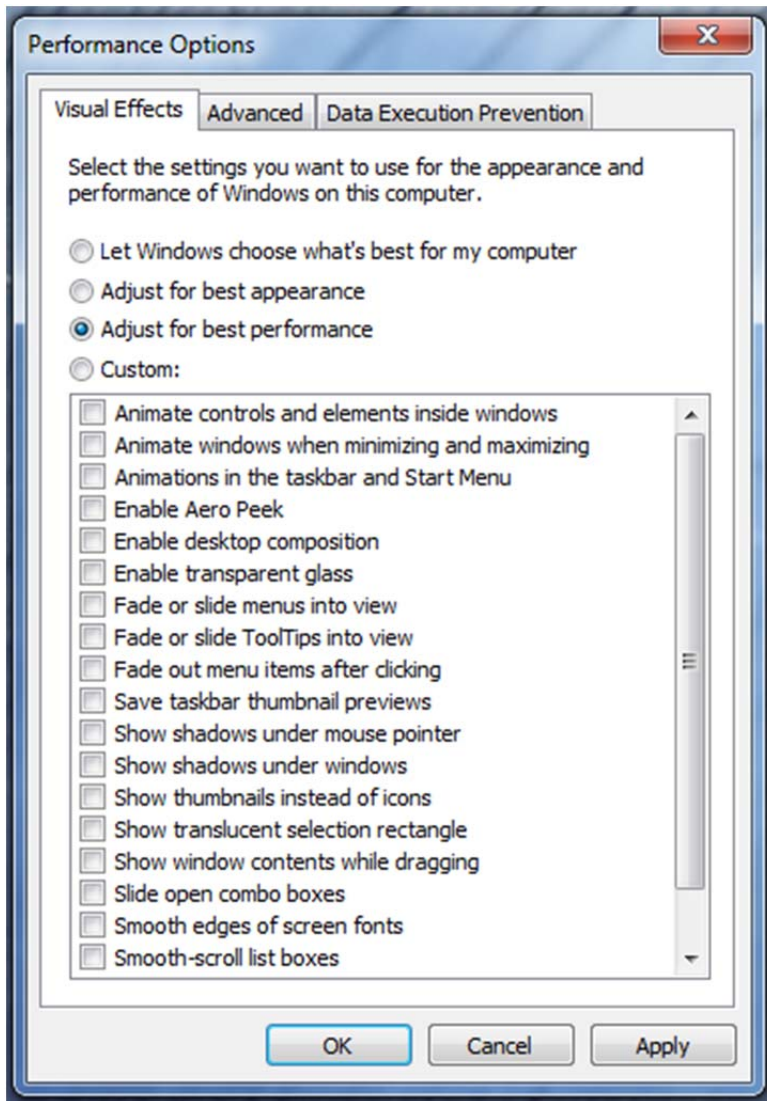 Performance Options
Visual Effects
Advanced
Data Execution Prevention
Select the settings you want to use for the appearance and
performance of Windows on this computer.
Let Windows choose what's best for my computer
Adjust for best appearance
Adjust for best performance
Custom:
Animate controls and elements inside windows
Animate windows when minimizing and maximizing
Animations in the taskbar and Start Menu
Enable Aero Peek
Enable desktop composition
Enable transparent glass
Fade or slide menus into view
Fade or slide ToolTips into view
Fade out menu items after clicking
Save taskbar thumbnail previews
Show shadows under mouse pointer
Show shadows under windows
Show thumbnails instead of icons
Show translucent selection rectangle
Show window contents while dragging
Slide open combo boxes
Smooth edges of screen fonts
Smooth-scroll list boxes
OK
Cancel
Apply